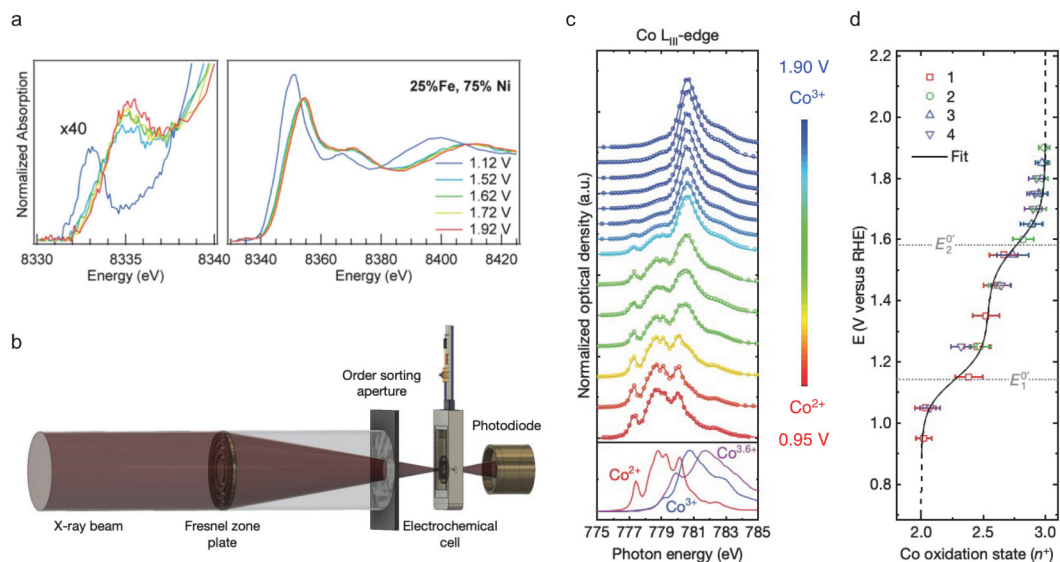 a
Normalized Absorption
x40
8330
8335
8340
Energy (eV)
25%Fe, 75% Ni
1.12 V
1.52 V
1.62 V
1.72 V
1.92 V
8340
8360
8380
8400
8420
Energy (eV)
b
Order sorting
aperture
Photodiode
X-ray beam
Fresnel zone
plate
Electrochemical
cell
c
Co LIII-edge
Normalized optical density (a.u.)
1.90 V
Co3+
Co2+
0.95 V
Co2+
Co3+
Co3.6+
775 777 779 781 783 785
Photon energy (eV)
d
E (V versus RHE)
2.2
2.0
1.8
1.6
1.4
1.2
1.0
0.8
1
2
3
4
Fit
E20′
E10′
2.0 2.5 3.0
Co oxidation state (n+)